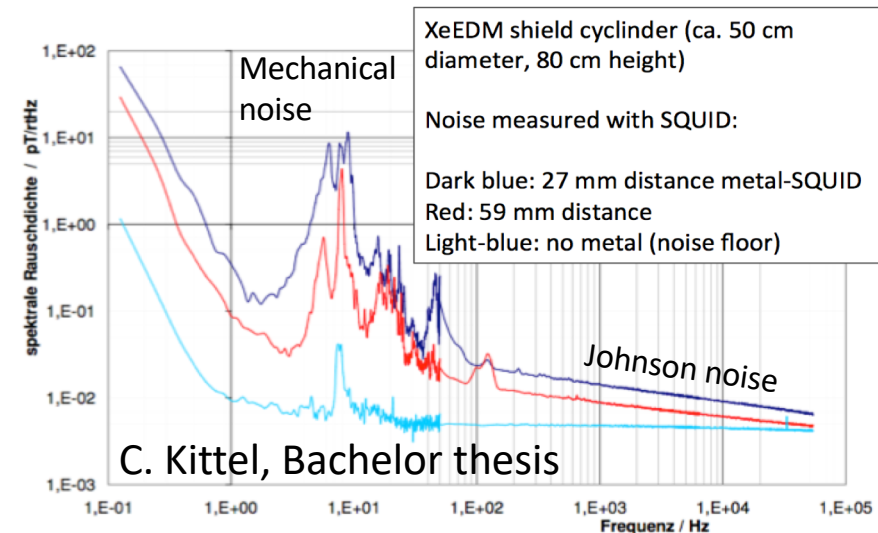 XeEDM shield cyclinder (ca. 50 cm
diameter, 80 cm height)
Noise measured with SQUID:
Dark blue: 27 mm distance metal-SQUID
Red: 59 mm distance
Light-blue: no metal (noise floor)
Mechanical
noise
Johnson noise
C. Kittel, Bachelor thesis
spektrale Rauschdichte / pT/rtHz
1,E+02
1,E+01
1,E+00
1,E-01
1,E-02
1,E-03
1,E-01 1,E+00 1,E+01 1,E+02 1,E+03 1,E+04 1,E+05
Frequenz / Hz